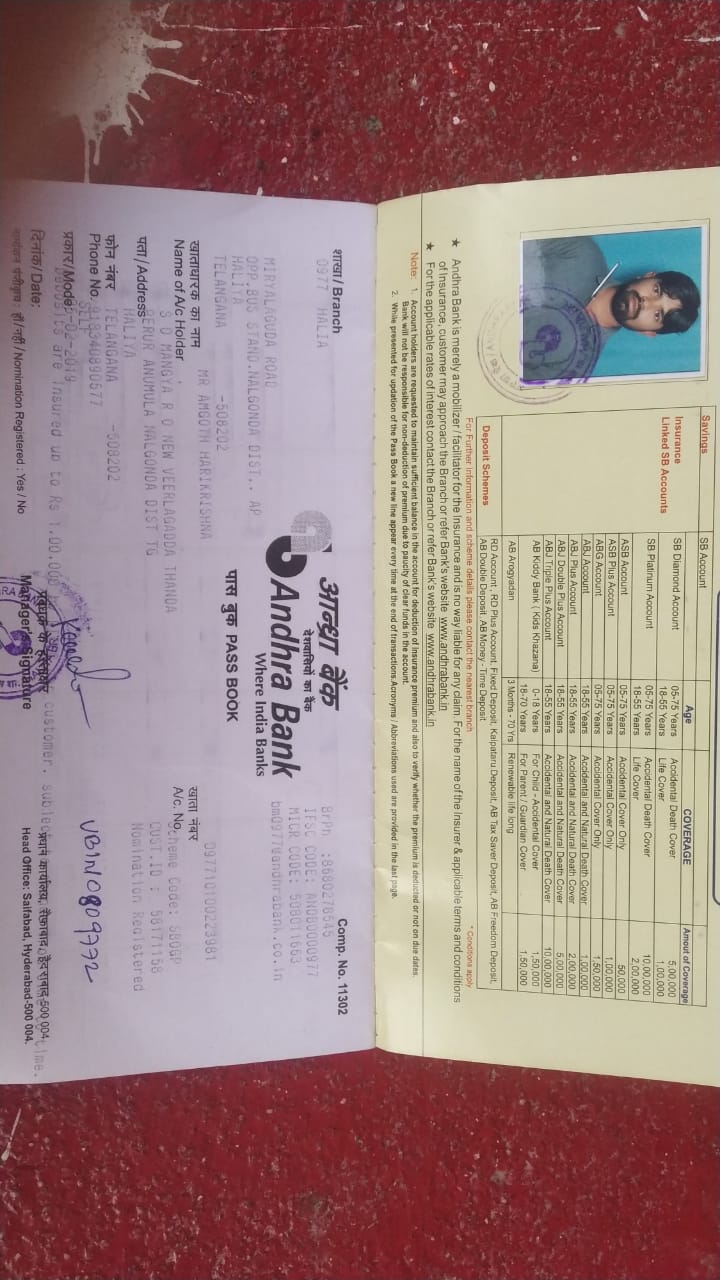 Savings SB Account
Insurance Linked SB Accounts
Age COVERAGE Amout of Coverage
SB Diamond Account 05-75 Years Accidental Death Cover 5,00,000
18-55 Years Life Cover 1,00,000
SB Platinum Account 05-75 Years Accidental Death Cover 10,00,000
18-55 Years Life Cover 2,00,000
ASB Account 05-75 Years Accidental Cover Only 50,000
ASB Plus Account 05-75 Years Accidental Cover Only 1,00,000
ABG Account 05-75 Years Accidental Cover Only 1,50,000
ABJ Account 18-55 Years Accidental and Natural Death Cover 1,00,000
ABJ Plus Account 18-55 Years Accidental and Natural Death Cover 2,00,000
ABJ Double Plus Account 18-55 Years Accidental and Natural Death Cover 5,00,000
ABJ Triple Plus Account 18-55 Years Accidental and Natural Death Cover 10,00,000
AB Kiddy Bank ( Kids Khazana) 0-18 Years For Child - Accidental Cover 1,50,000
18-70 Years For Parent / Guardian Cover 1,50,000
AB Arogyadan 3 Months - 70 Yrs Renewable life long
Deposit Schemes RD Account , RD Plus Account, Fixed Deposit, Kalpataru Deposit, AB Tax Saver Deposit, AB Freedom Deposit,
AB Double Deposit, AB Money - Time Deposit
For Further Information and scheme details please contact the nearest branch * Conditions apply
★ Andhra Bank is merely a mobilizer / facilitator for the Insurance and is no way liable for any claim. For the name of the Insurer & applicable terms and conditions
of Insurance, customer may approach the Branch or refer Bank's website www.andhrabank.in
★ For the applicable rates of interest contact the Branch or refer Bank's website www.andhrabank.in
Note: 1. Account holders are requested to maintain sufficient balance in the account for deduction of insurance premium and also to verify whether the premium is deducted or not on due dates.
Bank will not be responsible for non-deduction of premium due to paucity of clear funds in the account.
2. While presented for updation of the Pass Book a new line appear every time at the end of transactions.Acronyms / Abbreviations used are provided in the last page.
शाखा / Branch
0977 HALIA
आन्ध्रा बैंक
देशवासियों का बैंक
Andhra Bank
Where India Banks
पास बुक PASS BOOK
Comp. No. 11302
BrPh :8680278545
IFSC CODE: ANDB0000977
MICR CODE: 508011663
bm0977@andhrabank.co.in
MIRYALAGUDA ROAD
OPP.BUS STAND.NALGONDA DIST.. AP
HALIYA
TELANGANA -508202
खाताधारक का नाम MR AMGOTH HARIKRISHNA
Name of A/c Holder
खाता नंबर 097710100223981
A/c. No.
Scheme Code: SBOGP
CUST.ID : 58171158
Nomination Registered
S O MANGYA R O NEW VEERLAGADDA THANDA
पता / Address PERUR ANUMULA NALGONDA DIST TG
HALIYA
फोन नंबर TELANGANA -508202
Phone No. 918340890577
SELF
UBIN0809772
प्रकार / Mode -02-2019
Deposits are insured up to Rs 1.00.000 customer. time.
दिनांक / Date:
प्रबंधक के हस्ताक्षर
Manager's Signature
प्रधान कार्यालय, सैफाबाद, हैदराबाद-500 004.
Head Office: Saifabad, Hyderabad-500 004.
नामांकन पंजीकृत : हाँ / नहीं / Nomination Registered : Yes / No